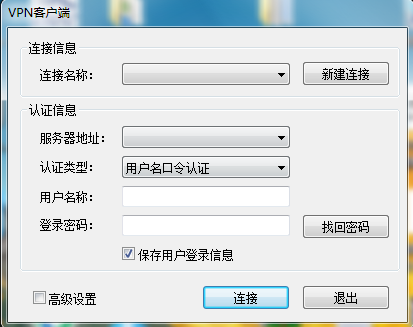 VPN客户端
连接信息
连接名称：
新建连接
认证信息
服务器地址：
认证类型：
用户名口令认证
用户名称：
登录密码：
找回密码
保存用户登录信息
高级设置
连接
退出